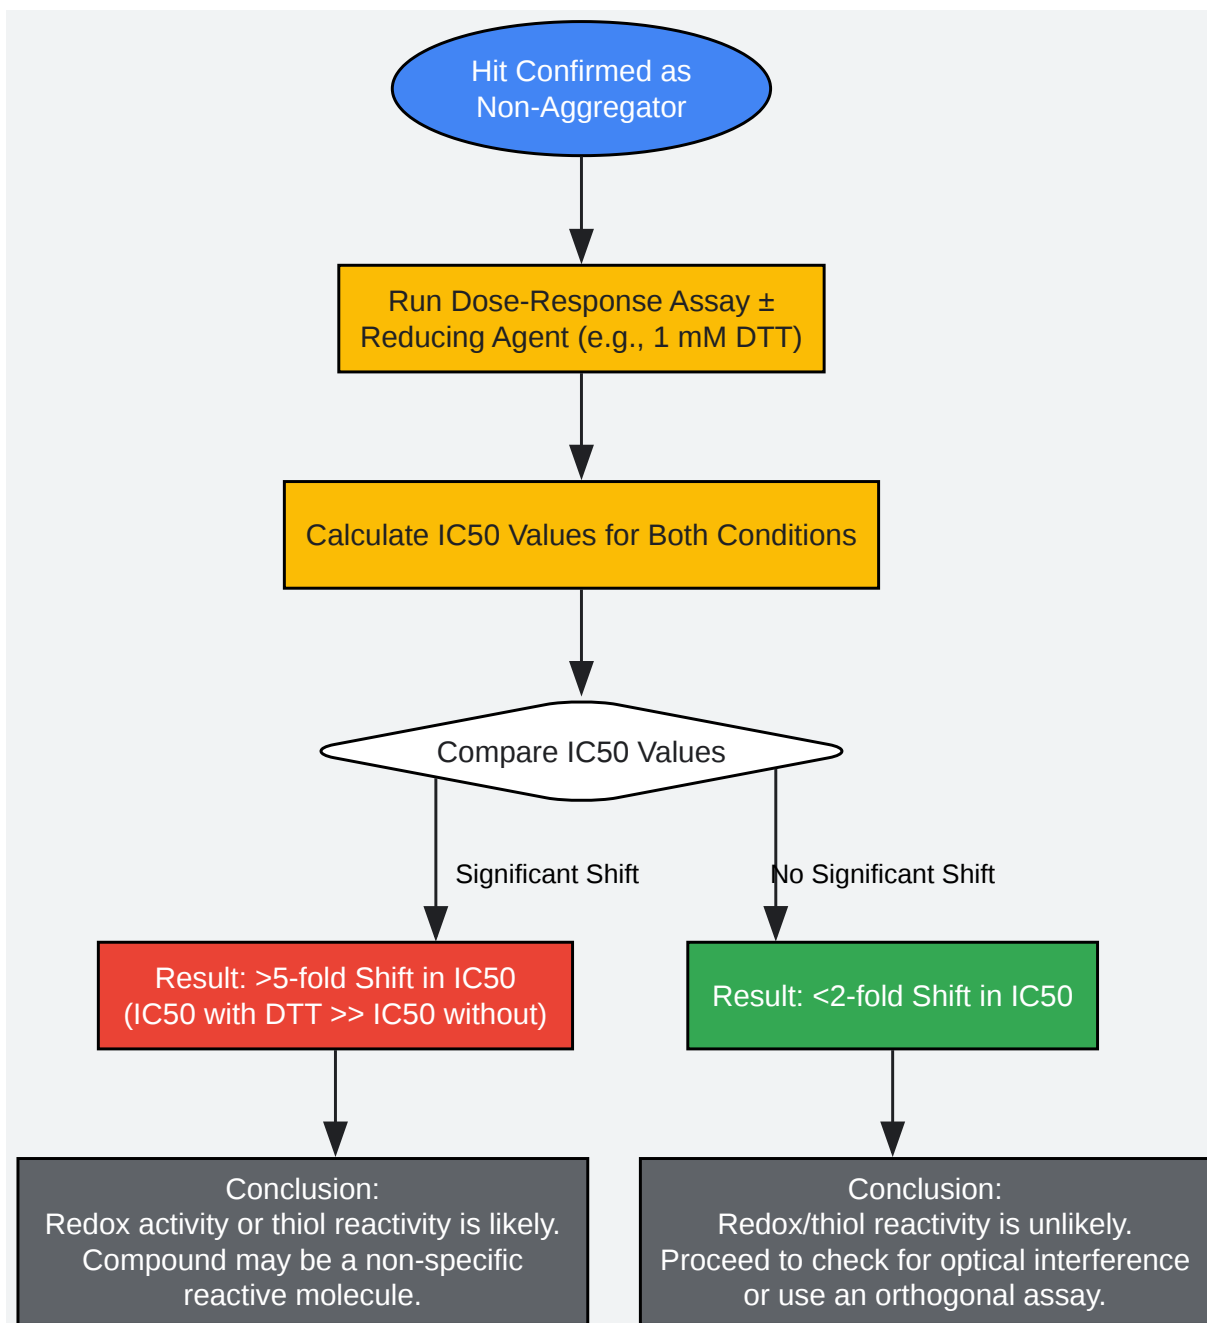 Hit Confirmed as
Non-Aggregator
Run Dose-Response Assay ±
Reducing Agent (e.g., 1 mM DTT)
Calculate IC50 Values for Both Conditions
Compare IC50 Values
Significant Shift
No Significant Shift
Result: >5-fold Shift in IC50
(IC50 with DTT >> IC50 without)
Result: <2-fold Shift in IC50
Conclusion:
Redox activity or thiol reactivity is likely.
Compound may be a non-specific
reactive molecule.
Conclusion:
Redox/thiol reactivity is unlikely.
Proceed to check for optical interference
or use an orthogonal assay.